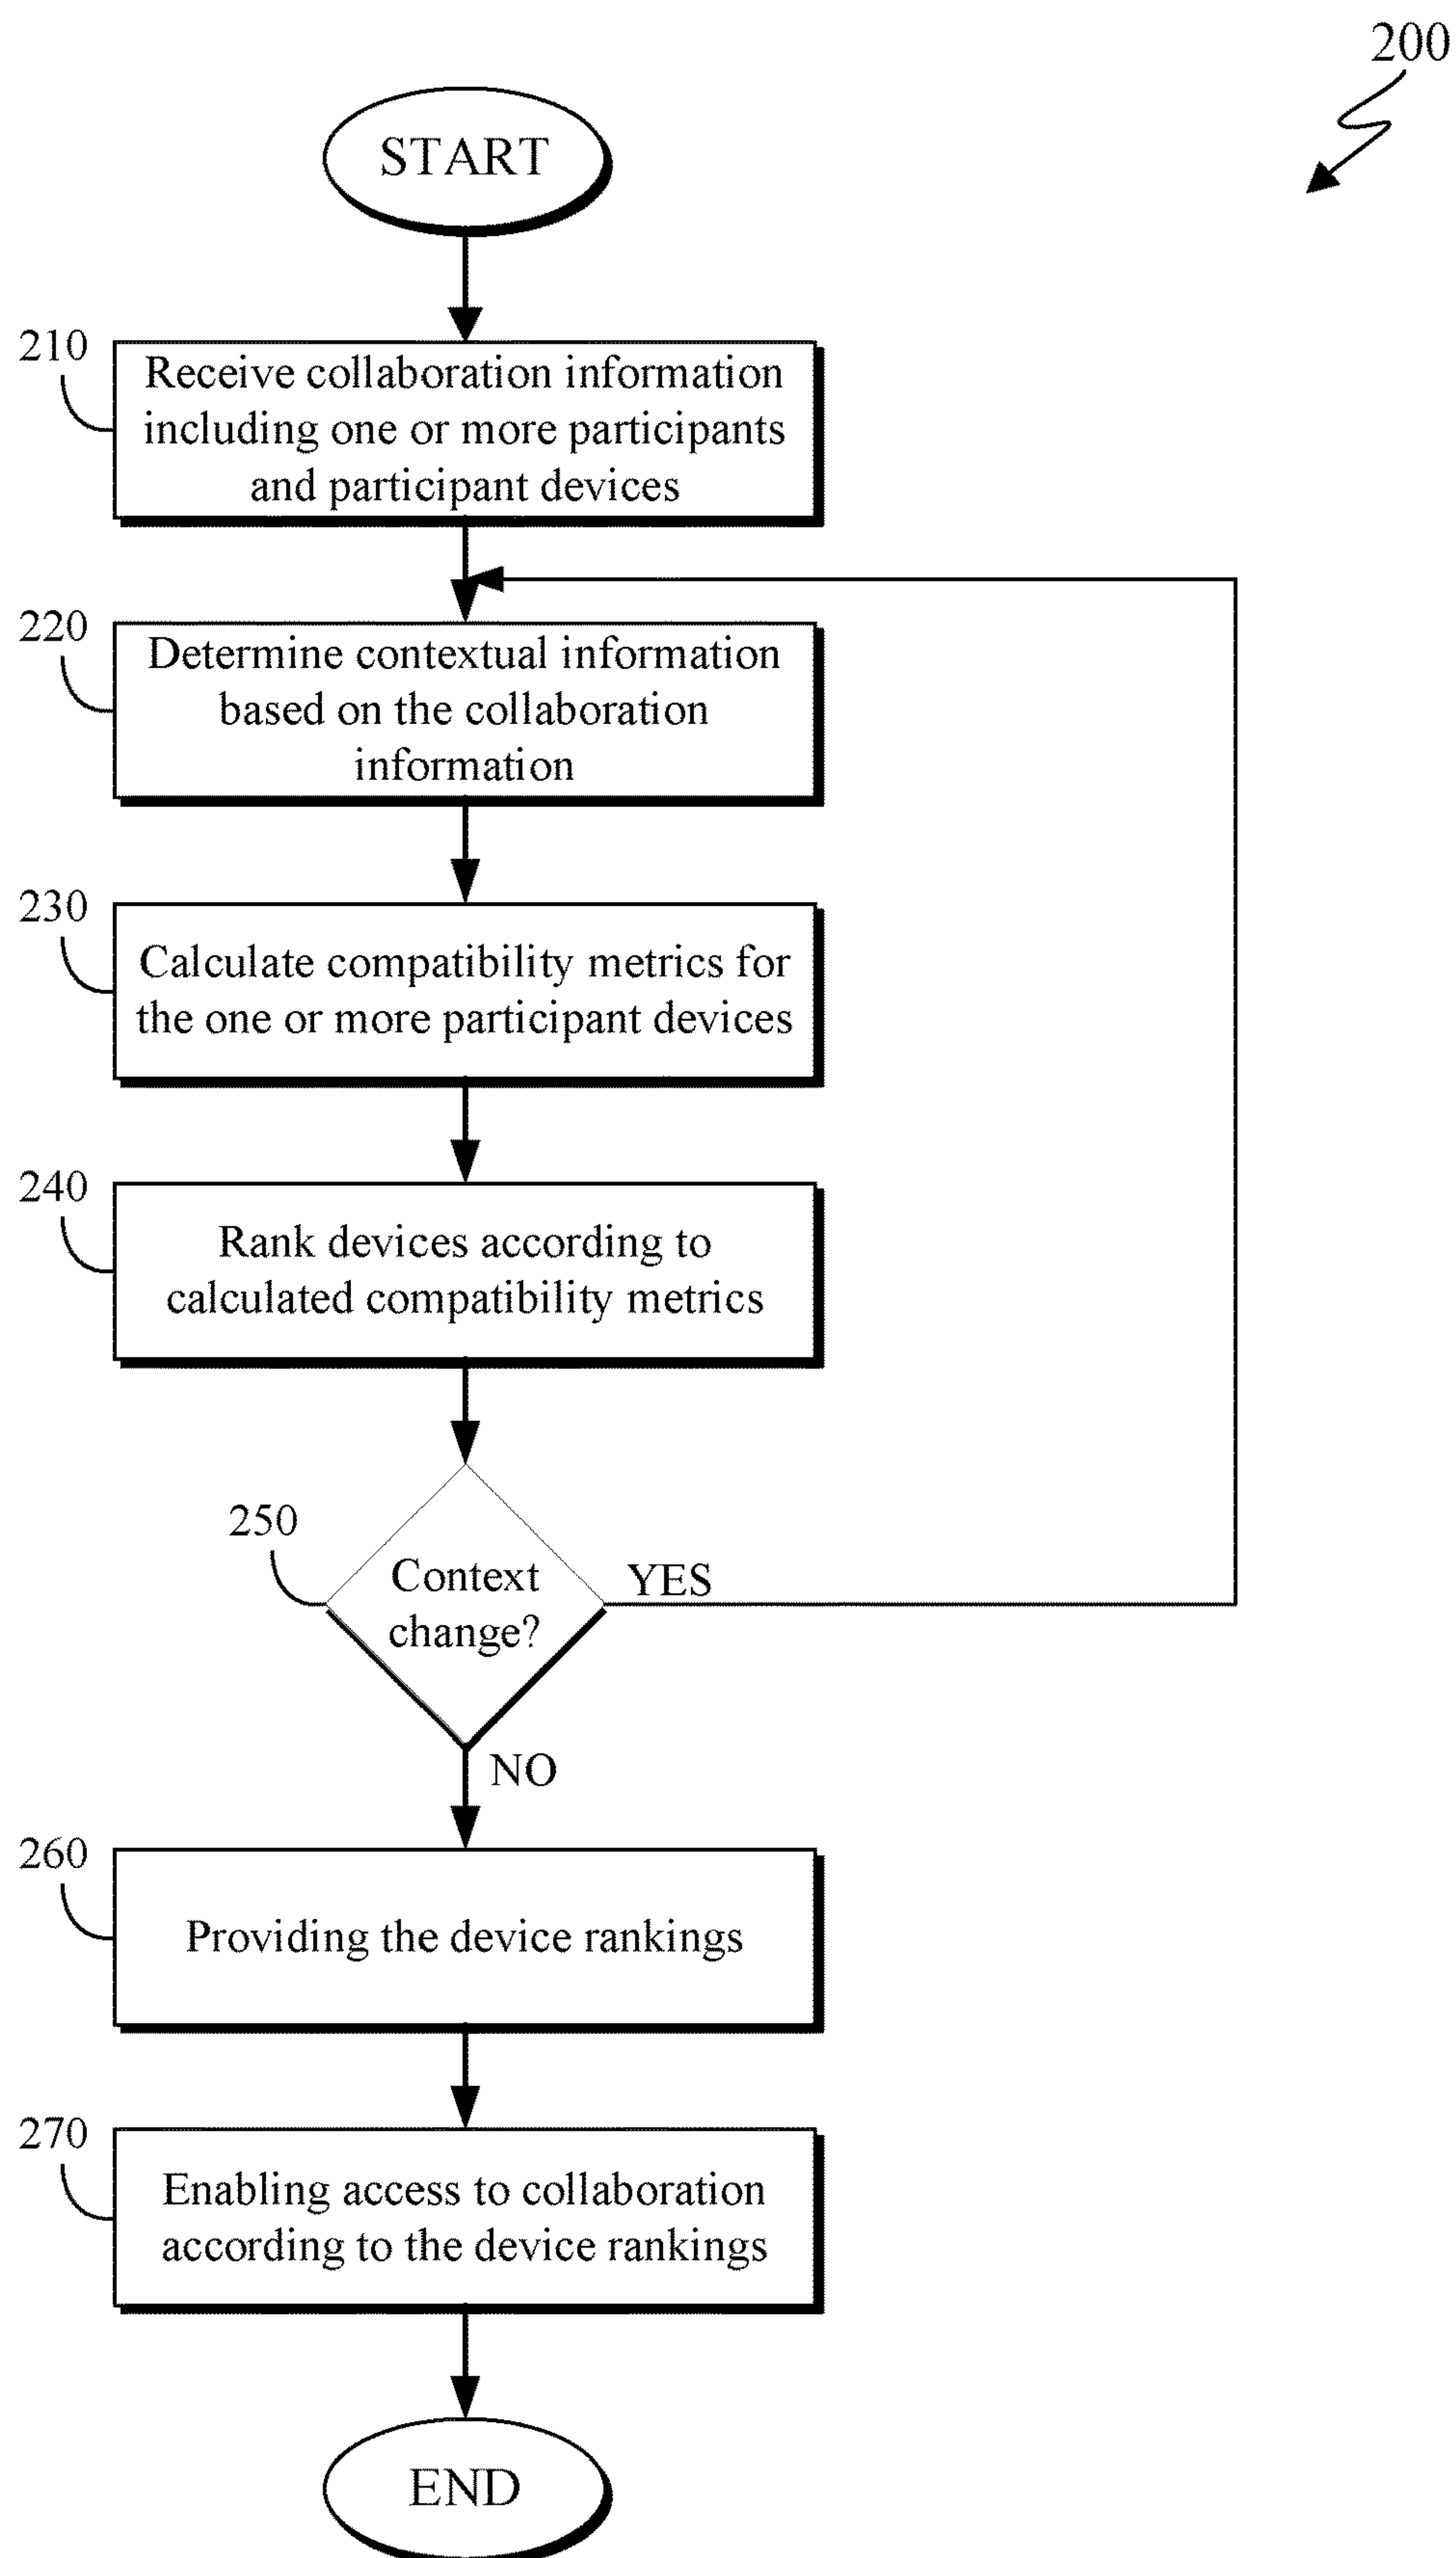 200
START
210
Receive collaboration information
including one or more participants
and participant devices
220
Determine contextual information
based on the collaboration
information
230
Calculate compatibility metrics for
the one or more participant devices
240
Rank devices according to
calculated compatibility metrics
250
Context
change?
YES
NO
260
Providing the device rankings
270
Enabling access to collaboration
according to the device rankings
END